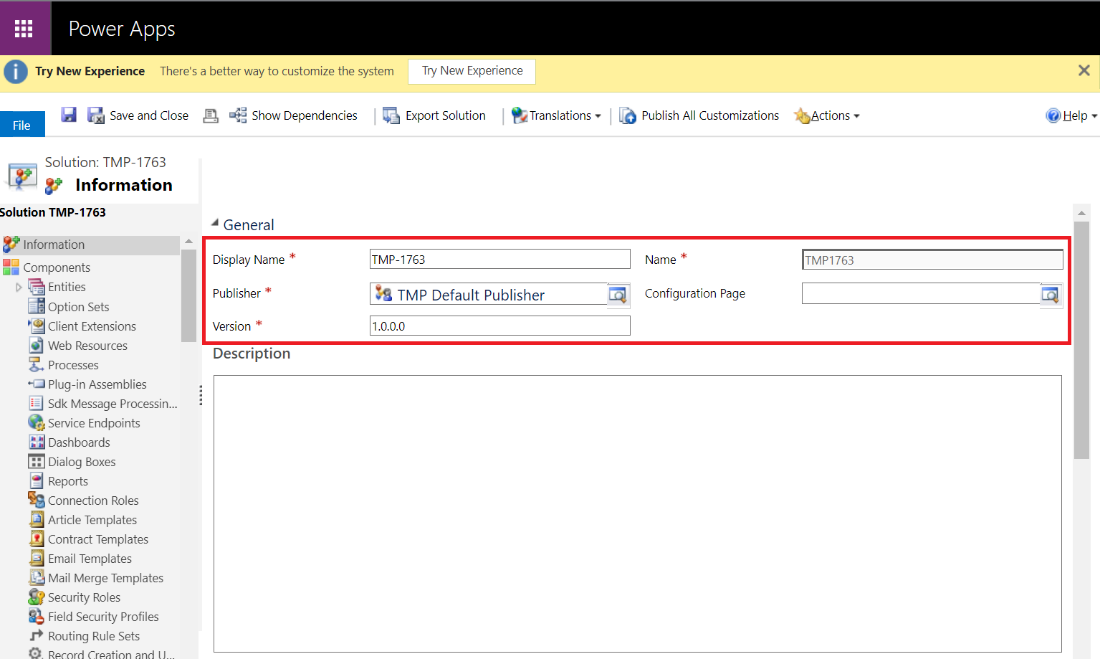 Power Apps
Try New Experience There's a better way to customize the system Try New Experience
File Save and Close Show Dependencies Export Solution Translations Publish All Customizations Actions Help
Solution: TMP-1763
Information
Solution TMP-1763
Information
Components
Entities
Option Sets
Client Extensions
Web Resources
Processes
Plug-in Assemblies
Sdk Message Processin...
Service Endpoints
Dashboards
Dialog Boxes
Reports
Connection Roles
Article Templates
Contract Templates
Email Templates
Mail Merge Templates
Security Roles
Field Security Profiles
Routing Rule Sets
Record Creation and U...
General
Display Name * TMP-1763 Name * TMP1763
Publisher * TMP Default Publisher Configuration Page
Version * 1.0.0.0
Description